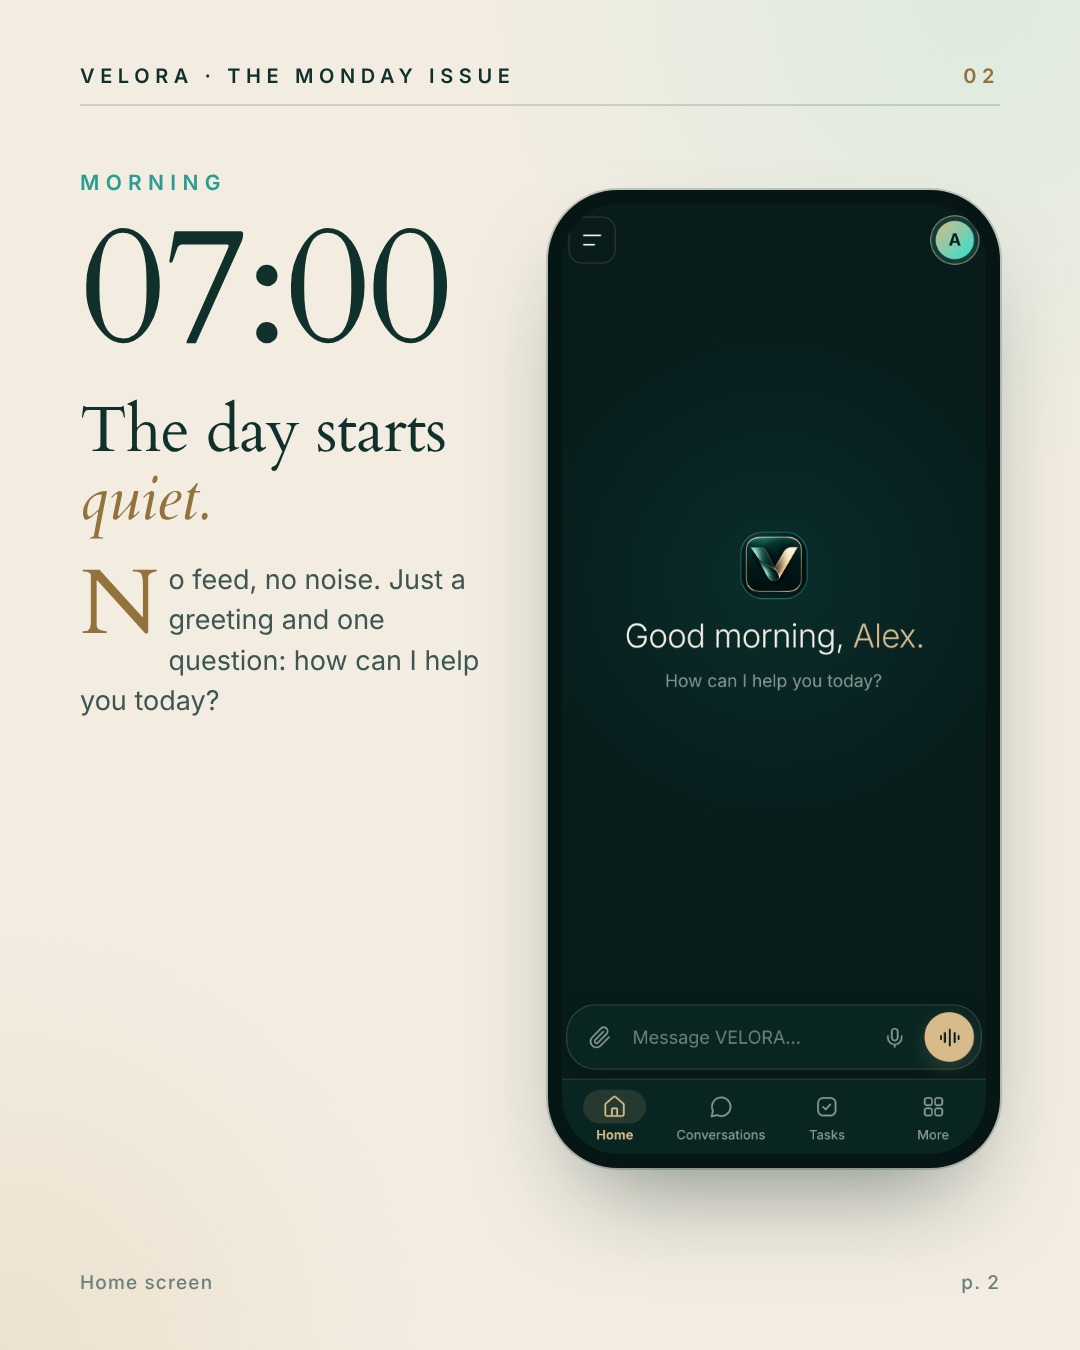 VELORA · THE MONDAY ISSUE
02
MORNING
07:00
The day starts
quiet.
No feed, no noise. Just a
greeting and one
question: how can I help
you today?
A
Good morning, Alex.
How can I help you today?
Message VELORA...
Home
Conversations
Tasks
More
Home screen
p. 2